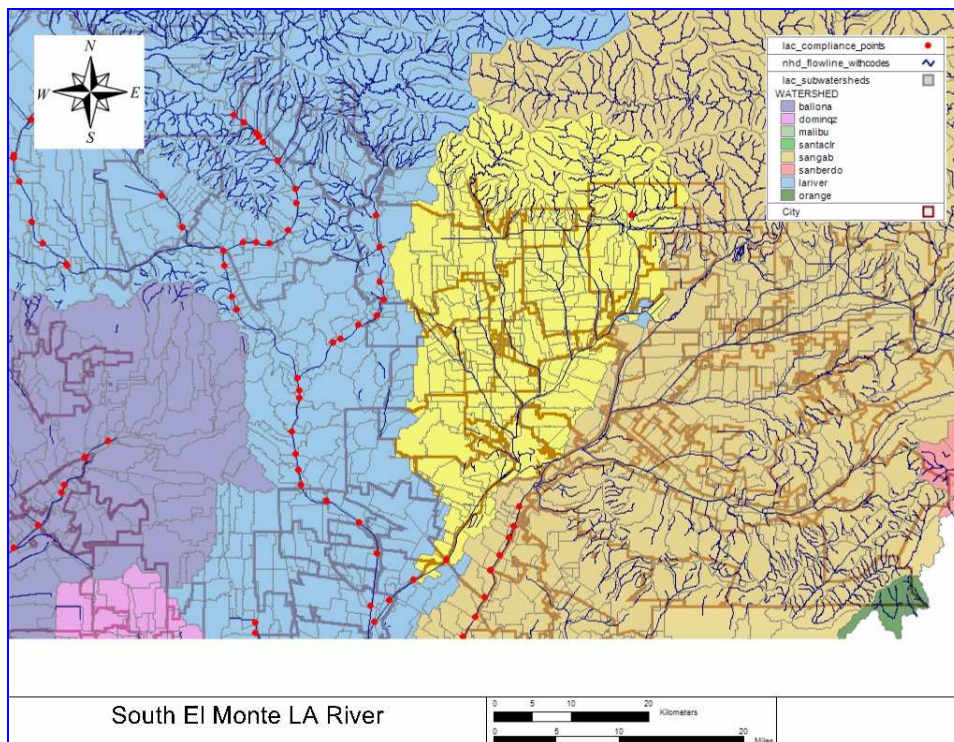 N
W E
S
lac_compliance_points
nhd_flowline_withcodes
lac_subwatersheds
WATERSHED
ballona
dominqz
malibu
santaclr
sangab
sanberdo
lariver
orange
City
South El Monte LA River
0 5 10 20
Kilometers
0 5 10 20
Miles